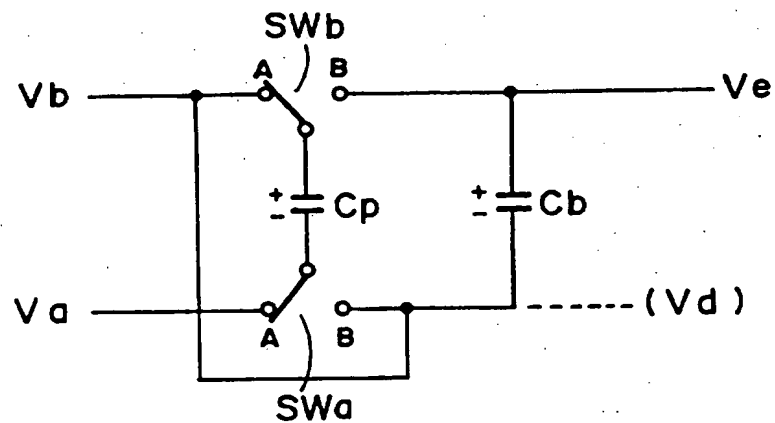 SWb
A B
Vb Ve
+ Cp
-
+ Cb
-
Va (Vd)
A B
SWa